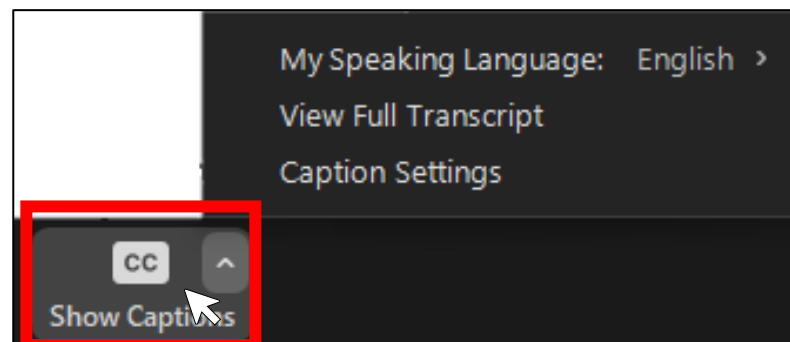 My Speaking Language: English >
View Full Transcript
Caption Settings
CC
Show Captions